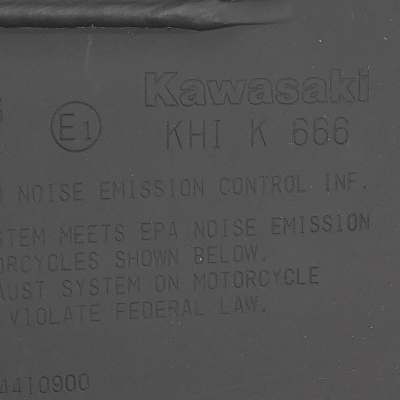 Kawasaki
E1
KHI K 666
NOISE EMISSION CONTROL INF.
MEETS EPA NOISE EMISSION
SHOWN BELOW.
SYSTEM ON MOTORCYCLE
VIOLATE FEDERAL LAW.
4410900